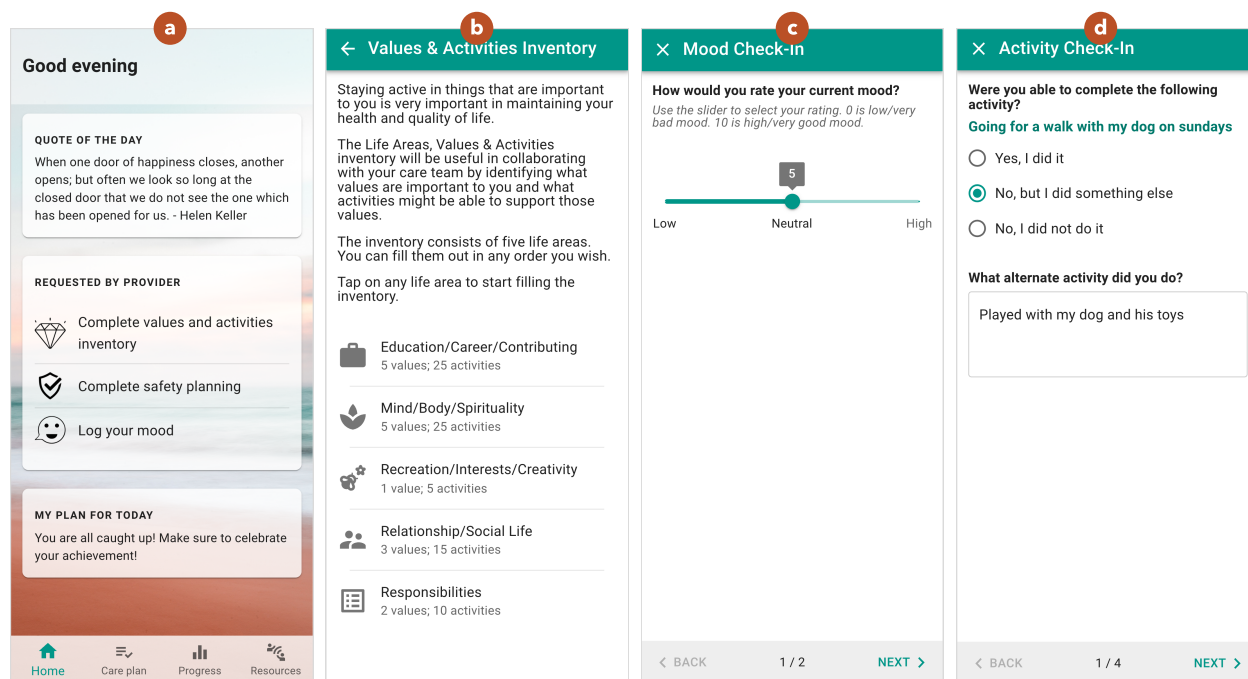 a
Good evening
QUOTE OF THE DAY
When one door of happiness closes, another
opens; but often we look so long at the
closed door that we do not see the one which
has been opened for us. - Helen Keller
REQUESTED BY PROVIDER
Complete values and activities
inventory
Complete safety planning
Log your mood
MY PLAN FOR TODAY
You are all caught up! Make sure to celebrate
your achievement!
Home
Care plan
Progress
Resources
b
Values & Activities Inventory
Staying active in things that are important
to you is very important in maintaining your
health and quality of life.
The Life Areas, Values & Activities
inventory will be useful in collaborating
with your care team by identifying what
values are important to you and what
activities might be able to support those
values.
The inventory consists of five life areas.
You can fill them out in any order you wish.
Tap on any life area to start filling the
inventory.
Education/Career/Contributing
5 values; 25 activities
Mind/Body/Spirituality
5 values; 25 activities
Recreation/Interests/Creativity
1 value; 5 activities
Relationship/Social Life
3 values; 15 activities
Responsibilities
2 values; 10 activities
c
Mood Check-In
How would you rate your current mood?
Use the slider to select your rating. 0 is low/very
bad mood. 10 is high/very good mood.
5
Low
Neutral
High
BACK
1 / 2
NEXT
d
Activity Check-In
Were you able to complete the following
activity?
Going for a walk with my dog on sundays
Yes, I did it
No, but I did something else
No, I did not do it
What alternate activity did you do?
Played with my dog and his toys
BACK
1 / 4
NEXT